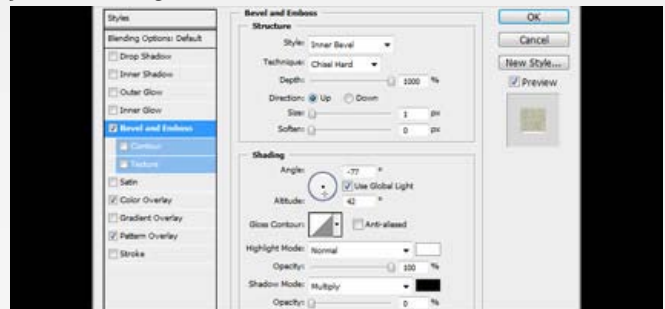 Styles
Blending Options: Default
Drop Shadow
Inner Shadow
Outer Glow
Inner Glow
Bevel and Emboss
Contour
Texture
Satin
Color Overlay
Gradient Overlay
Pattern Overlay
Stroke
Bevel and Emboss
Structure
Style: Inner Bevel
Technique: Chisel Hard
Depth: 1000 %
Direction: Up Down
Size: 1 px
Soften: 0 px
Shading
Angle: -77 °
Use Global Light
Altitude: 42 °
Gloss Contour: Anti-aliased
Highlight Mode: Normal
Opacity: 100 %
Shadow Mode: Multiply
Opacity: 0 %
OK
Cancel
New Style...
Preview